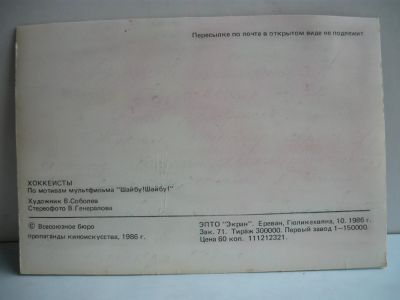 Пересылке по почте в открытом виде не подлежит
ХОККЕИСТЫ
По мотивам мультфильма "Шайбу!Шайбу!"
Художник В.Соболев
Стереофото В.Генералова
© Всесоюзное Бюро
пропаганды киноискусства, 1986 г.
ЭПТО "Экран". Ереван, Гюликевхяна, 10. 1986 г.
Зак. 71. Тираж 300000. Первый завод 1-150000.
Цена 60 коп. 111212321.